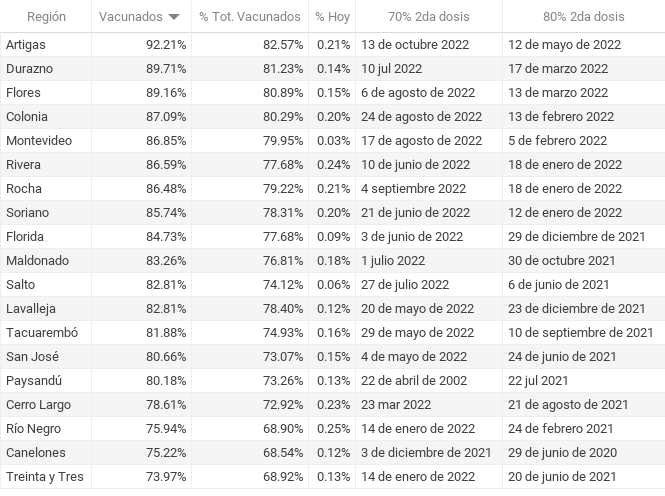 Región Vacunados % Tot. Vacunados % Hoy 70% 2da dosis 80% 2da dosis
Artigas 92.21% 82.57% 0.21% 13 de octubre 2022 12 de mayo de 2022
Durazno 89.71% 81.23% 0.14% 10 jul 2022 17 de marzo 2022
Flores 89.16% 80.89% 0.15% 6 de agosto de 2022 13 de marzo 2022
Colonia 87.09% 80.29% 0.20% 24 de agosto de 2022 13 de febrero 2022
Montevideo 86.85% 79.95% 0.03% 17 de agosto de 2022 5 de febrero 2022
Rivera 86.59% 77.68% 0.24% 10 de junio de 2022 18 de enero de 2022
Rocha 86.48% 79.22% 0.21% 4 septiembre 2022 18 de enero de 2022
Soriano 85.74% 78.31% 0.20% 21 de junio de 2022 12 de enero de 2022
Florida 84.73% 77.68% 0.09% 3 de junio de 2022 29 de diciembre de 2021
Maldonado 83.26% 76.81% 0.18% 1 julio 2022 30 de octubre 2021
Salto 82.81% 74.12% 0.06% 27 de julio de 2022 6 de junio de 2021
Lavalleja 82.81% 78.40% 0.12% 20 de mayo de 2022 23 de diciembre de 2021
Tacuarembó 81.88% 74.93% 0.16% 29 de mayo de 2022 10 de septiembre de 2021
San José 80.66% 73.07% 0.15% 4 de mayo de 2022 24 de junio de 2021
Paysandú 80.18% 73.26% 0.13% 22 de abril de 2002 22 jul 2021
Cerro Largo 78.61% 72.92% 0.23% 23 mar 2022 21 de agosto de 2021
Río Negro 75.94% 68.90% 0.25% 14 de enero de 2022 24 de febrero 2021
Canelones 75.22% 68.54% 0.12% 3 de diciembre de 2021 29 de junio de 2020
Treinta y Tres 73.97% 68.92% 0.13% 14 de enero de 2022 20 de junio de 2021